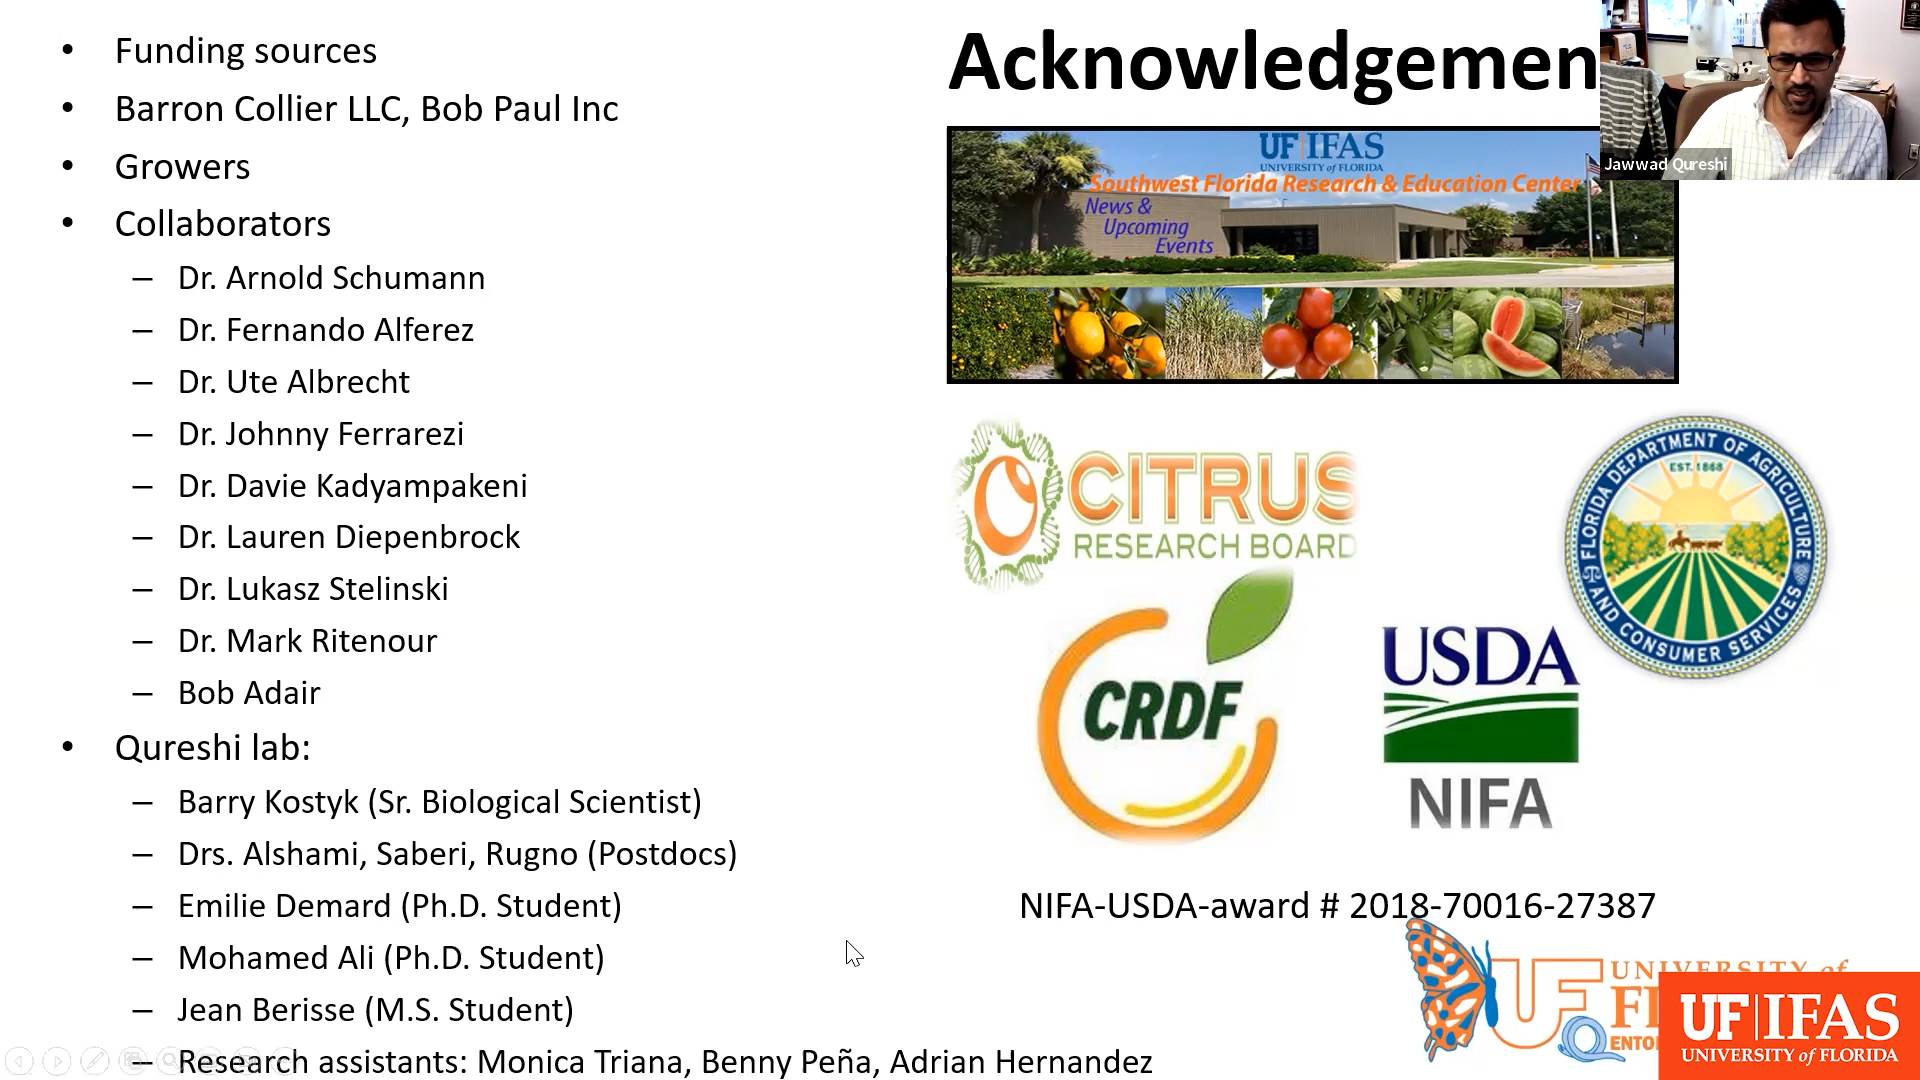 • Funding sources
• Barron Collier LLC, Bob Paul Inc
• Growers
• Collaborators
– Dr. Arnold Schumann
– Dr. Fernando Alferez
– Dr. Ute Albrecht
– Dr. Johnny Ferrarezi
– Dr. Davie Kadyampakeni
– Dr. Lauren Diepenbrock
– Dr. Lukasz Stelinski
– Dr. Mark Ritenour
– Bob Adair
• Qureshi lab:
– Barry Kostyk (Sr. Biological Scientist)
– Drs. Alshami, Saberi, Rugno (Postdocs)
– Emilie Demard (Ph.D. Student)
– Mohamed Ali (Ph.D. Student)
– Jean Berisse (M.S. Student)
– Research assistants: Monica Triana, Benny Peña, Adrian Hernandez
Acknowledgemen
Jawwad Qureshi
UF|IFAS
UNIVERSITY of FLORIDA
Southwest Florida Research & Education Center
News &
Upcoming
Events
CITRUS
RESEARCH BOARD
FLORIDA DEPARTMENT OF AGRICULTURE
AND CONSUMER SERVICES
EST. 1868
CRDF
USDA
NIFA
NIFA-USDA-award # 2018-70016-27387
UF
UNIVERSITY of
UF|IFAS
UNIVERSITY of FLORIDA